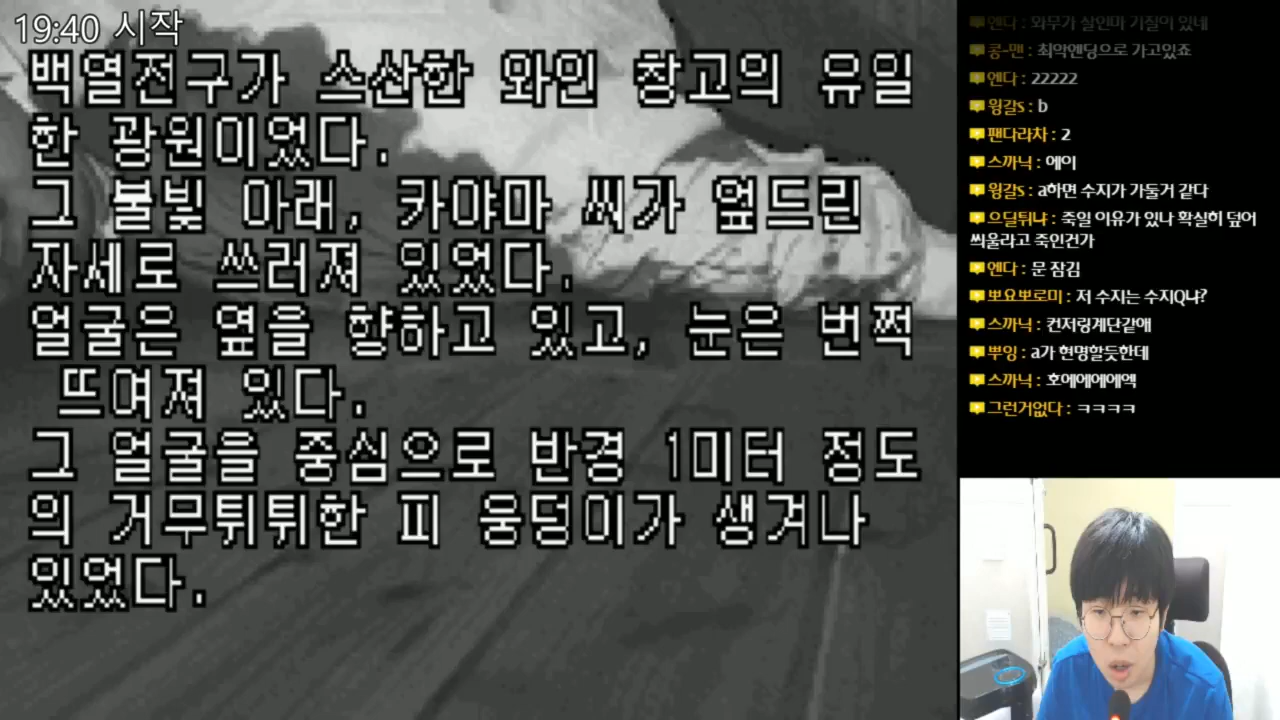 19:40 시작
백열전구가 스산한 와인 창고의 유일
한 광원이었다.
그 불빛 아래, 카야마 씨가 엎드린
자세로 쓰러져 있었다.
얼굴은 옆을 향하고 있고, 눈은 번쩍
뜨여져 있다.
그 얼굴을 중심으로 반경 1미터 정도
의 거무튀튀한 피 웅덩이가 생겨나
있었다.
엔다 : 와무가 살인마 기질이 있네
콩-맨 : 최악엔딩으로 가고있죠
엔다 : 22222
윙갈s : b
팬다랴차 : 2
스까닉 : 에이
윙갈s : a하면 수지가 가둘거 같다
으딜튀냐 : 죽일 이유가 있나 확실히 덮어
씌울라고 죽인건가
엔다 : 문 잠김
뽀요뽀로미 : 저 수지는 수지Q냐?
스까닉 : 컨저링계단같애
뿌잉 : a가 현명할듯한데
스까닉 : 호에에에에엑
그런거없다 : ㅋㅋㅋㅋ